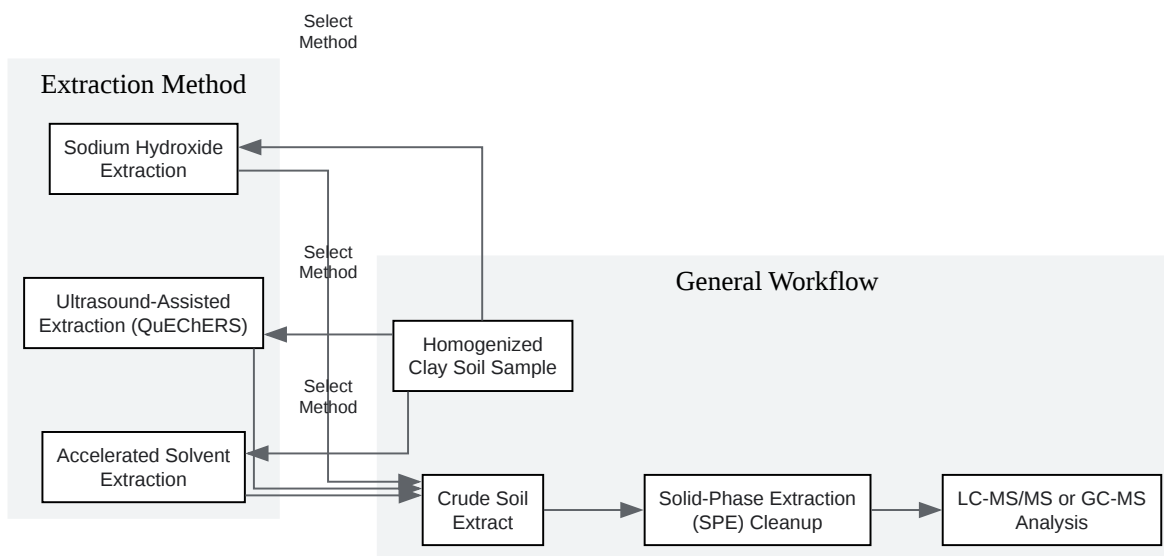 Select
Method
Extraction Method
Sodium Hydroxide
Extraction
Select
Method
General Workflow
Ultrasound-Assisted
Extraction (QuEChERS)
Homogenized
Clay Soil Sample
Select
Method
Accelerated Solvent
Extraction
Crude Soil
Extract
Solid-Phase Extraction
(SPE) Cleanup
LC-MS/MS or GC-MS
Analysis